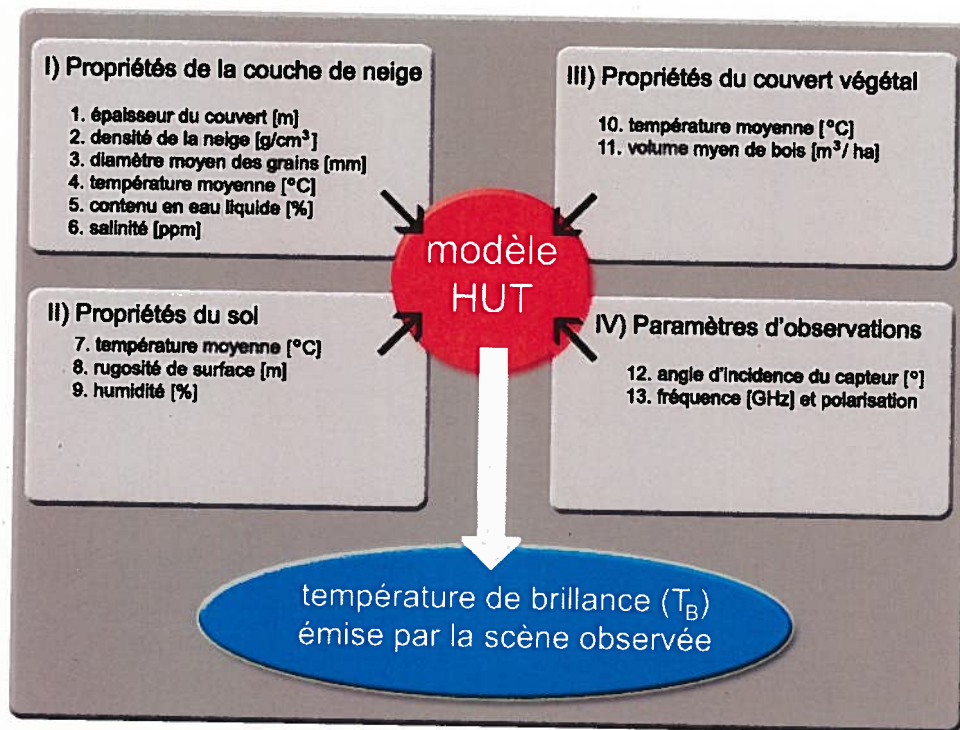 I) Propriétés de la couche de neige
1. épaisseur du couvert [m]
2. densité de la neige [g/cm³]
3. diamètre moyen des grains [mm]
4. température moyenne [°C]
5. contenu en eau liquide [%]
6. salinité [ppm]
III) Propriétés du couvert végétal
10. température moyenne [°C]
11. volume myen de bois [m³/ ha]
modèle
HUT
II) Propriétés du sol
7. température moyenne [°C]
8. rugosité de surface [m]
9. humidité [%]
IV) Paramètres d'observations
12. angle d'incidence du capteur [°]
13. fréquence [GHz] et polarisation
température de brillance (T_B)
émise par la scène observée